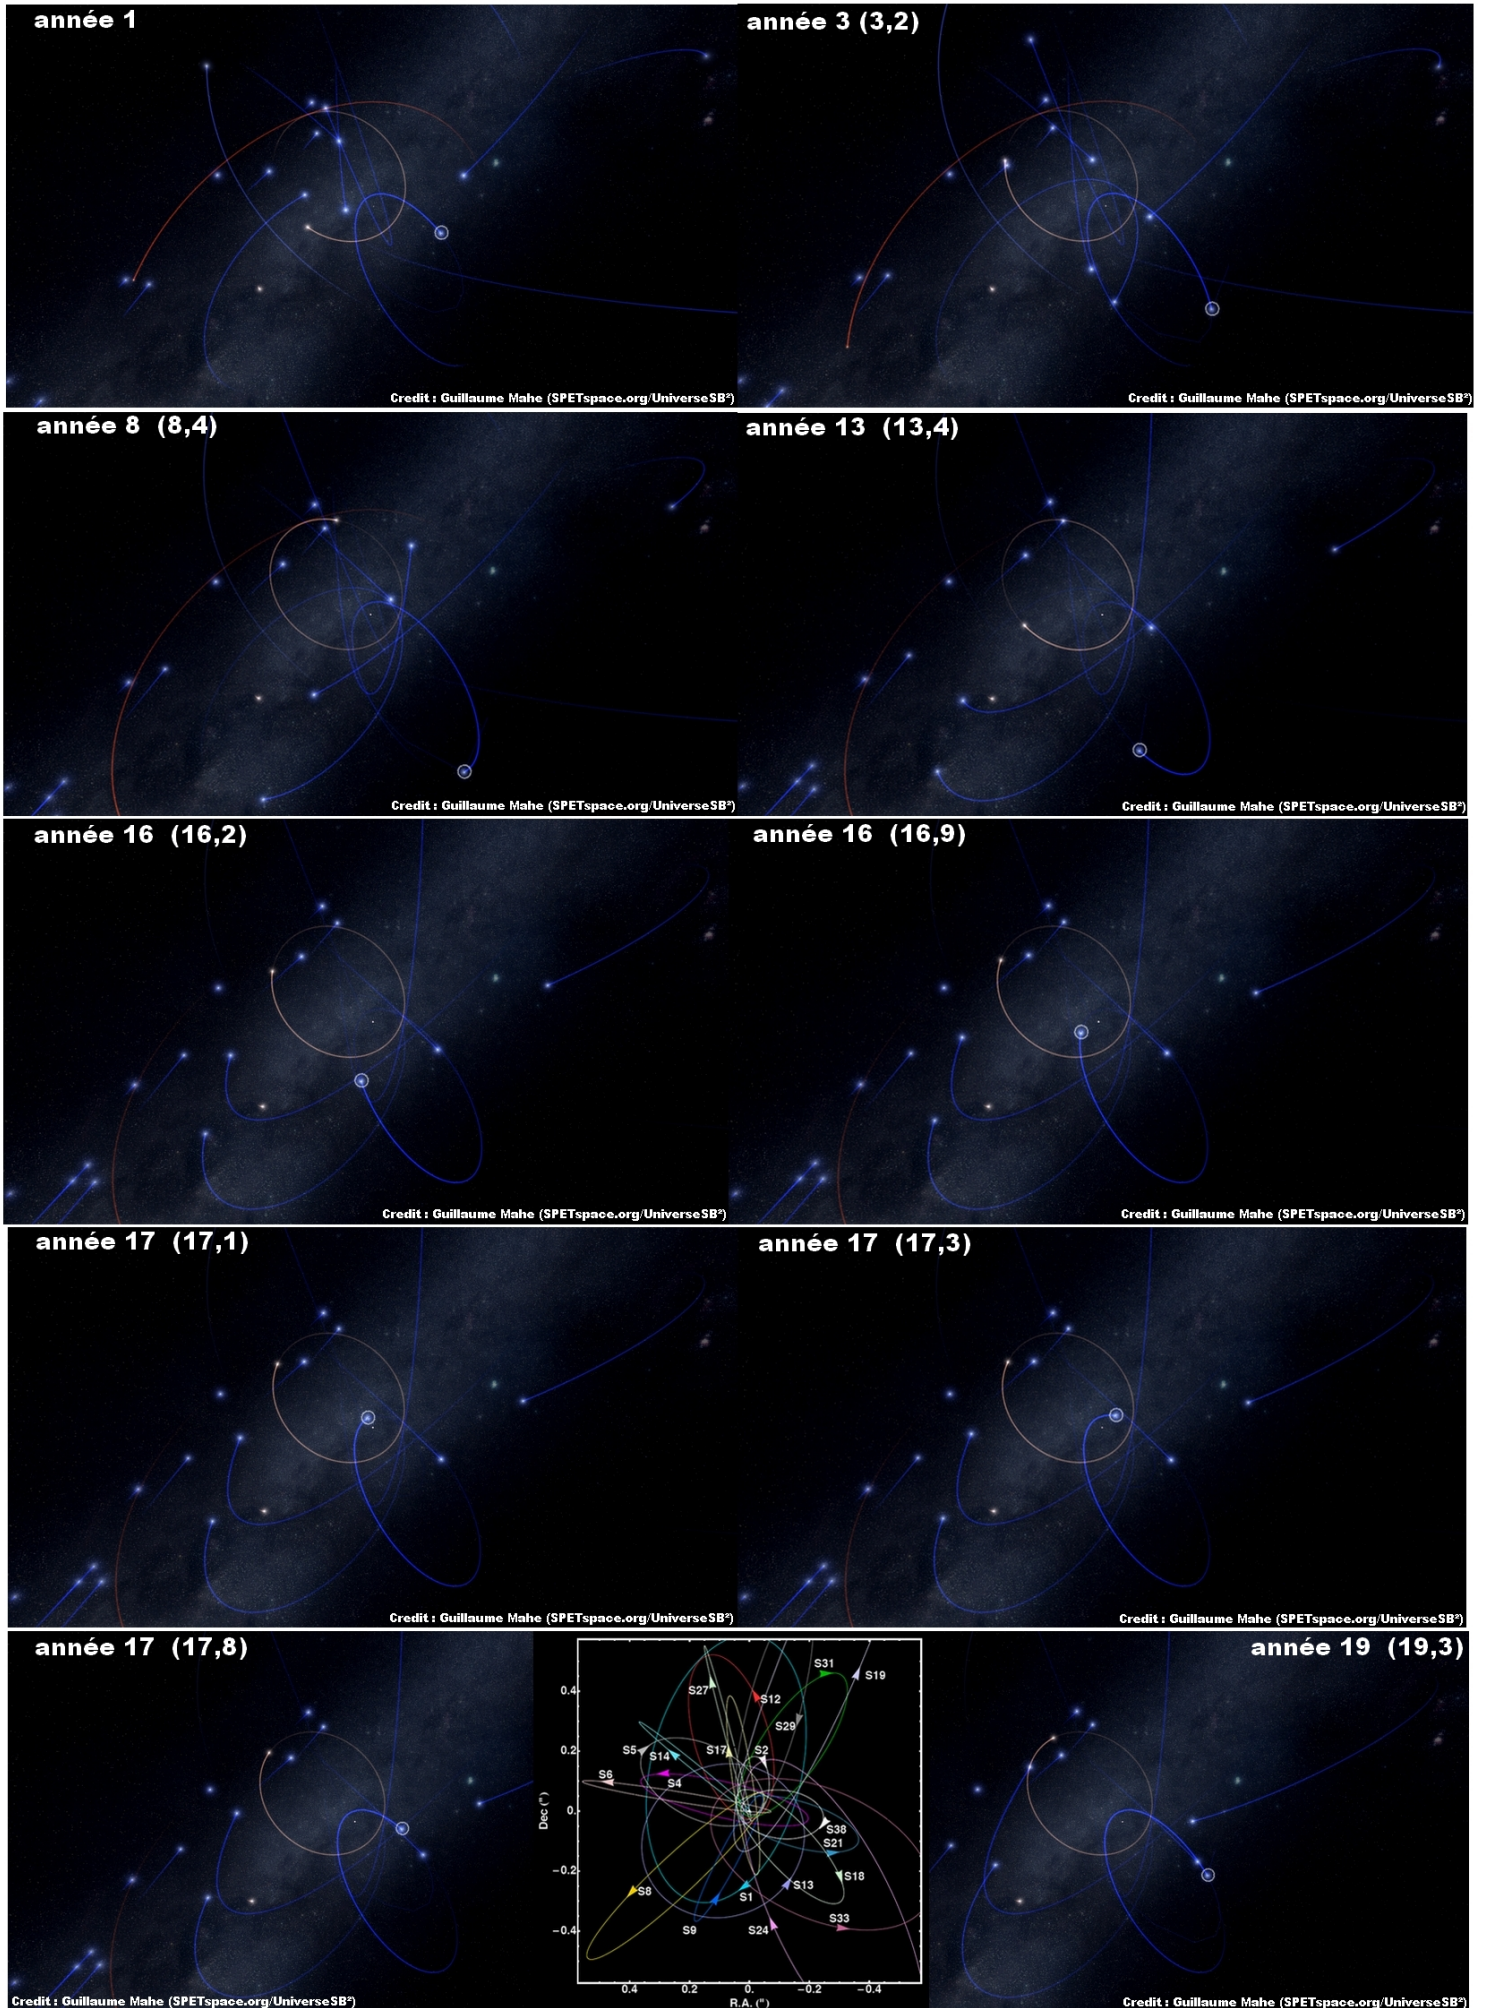 année 1
année 3 (3,2)
Credit : Guillaume Mahe (SPETspace.org/UniverseSB²)
Credit : Guillaume Mahe (SPETspace.org/UniverseSB²)
année 8 (8,4)
année 13 (13,4)
Credit : Guillaume Mahe (SPETspace.org/UniverseSB²)
Credit : Guillaume Mahe (SPETspace.org/UniverseSB²)
année 16 (16,2)
année 16 (16,9)
Credit : Guillaume Mahe (SPETspace.org/UniverseSB²)
Credit : Guillaume Mahe (SPETspace.org/UniverseSB²)
année 17 (17,1)
année 17 (17,3)
Credit : Guillaume Mahe (SPETspace.org/UniverseSB²)
Credit : Guillaume Mahe (SPETspace.org/UniverseSB²)
année 17 (17,8)
année 19 (19,3)
S31
S19
S27
S12
S29
S5
S14
S17
S2
S6
S4
S38
S21
S18
S8
S1
S13
S9
S24
S33
0.4
0.2
0.
-0.2
-0.4
Dec (")
0.4 0.2 0. -0.2 -0.4
R.A. (")
Credit : Guillaume Mahe (SPETspace.org/UniverseSB²)
Credit : Guillaume Mahe (SPETspace.org/UniverseSB²)